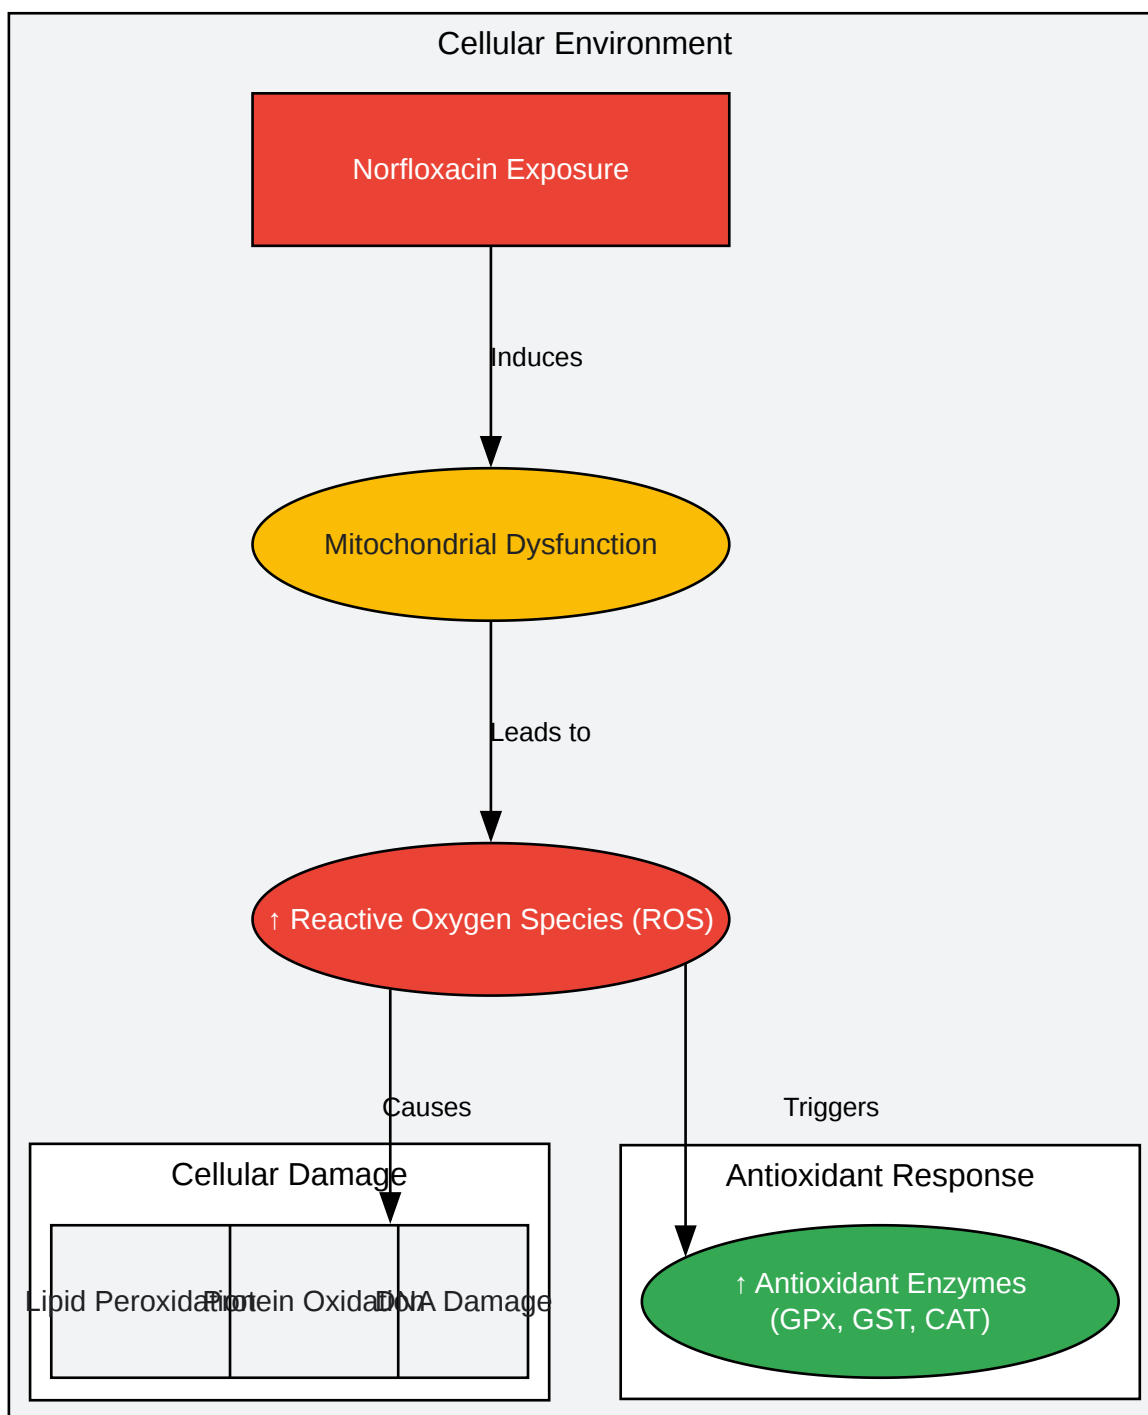 Cellular Environment
Norfloxacin Exposure
Induces
Mitochondrial Dysfunction
Leads to
↑ Reactive Oxygen Species (ROS)
Causes
Triggers
Cellular Damage
Lipid Peroxidation
Protein Oxidation
DNA Damage
Antioxidant Response
↑ Antioxidant Enzymes
(GPx, GST, CAT)